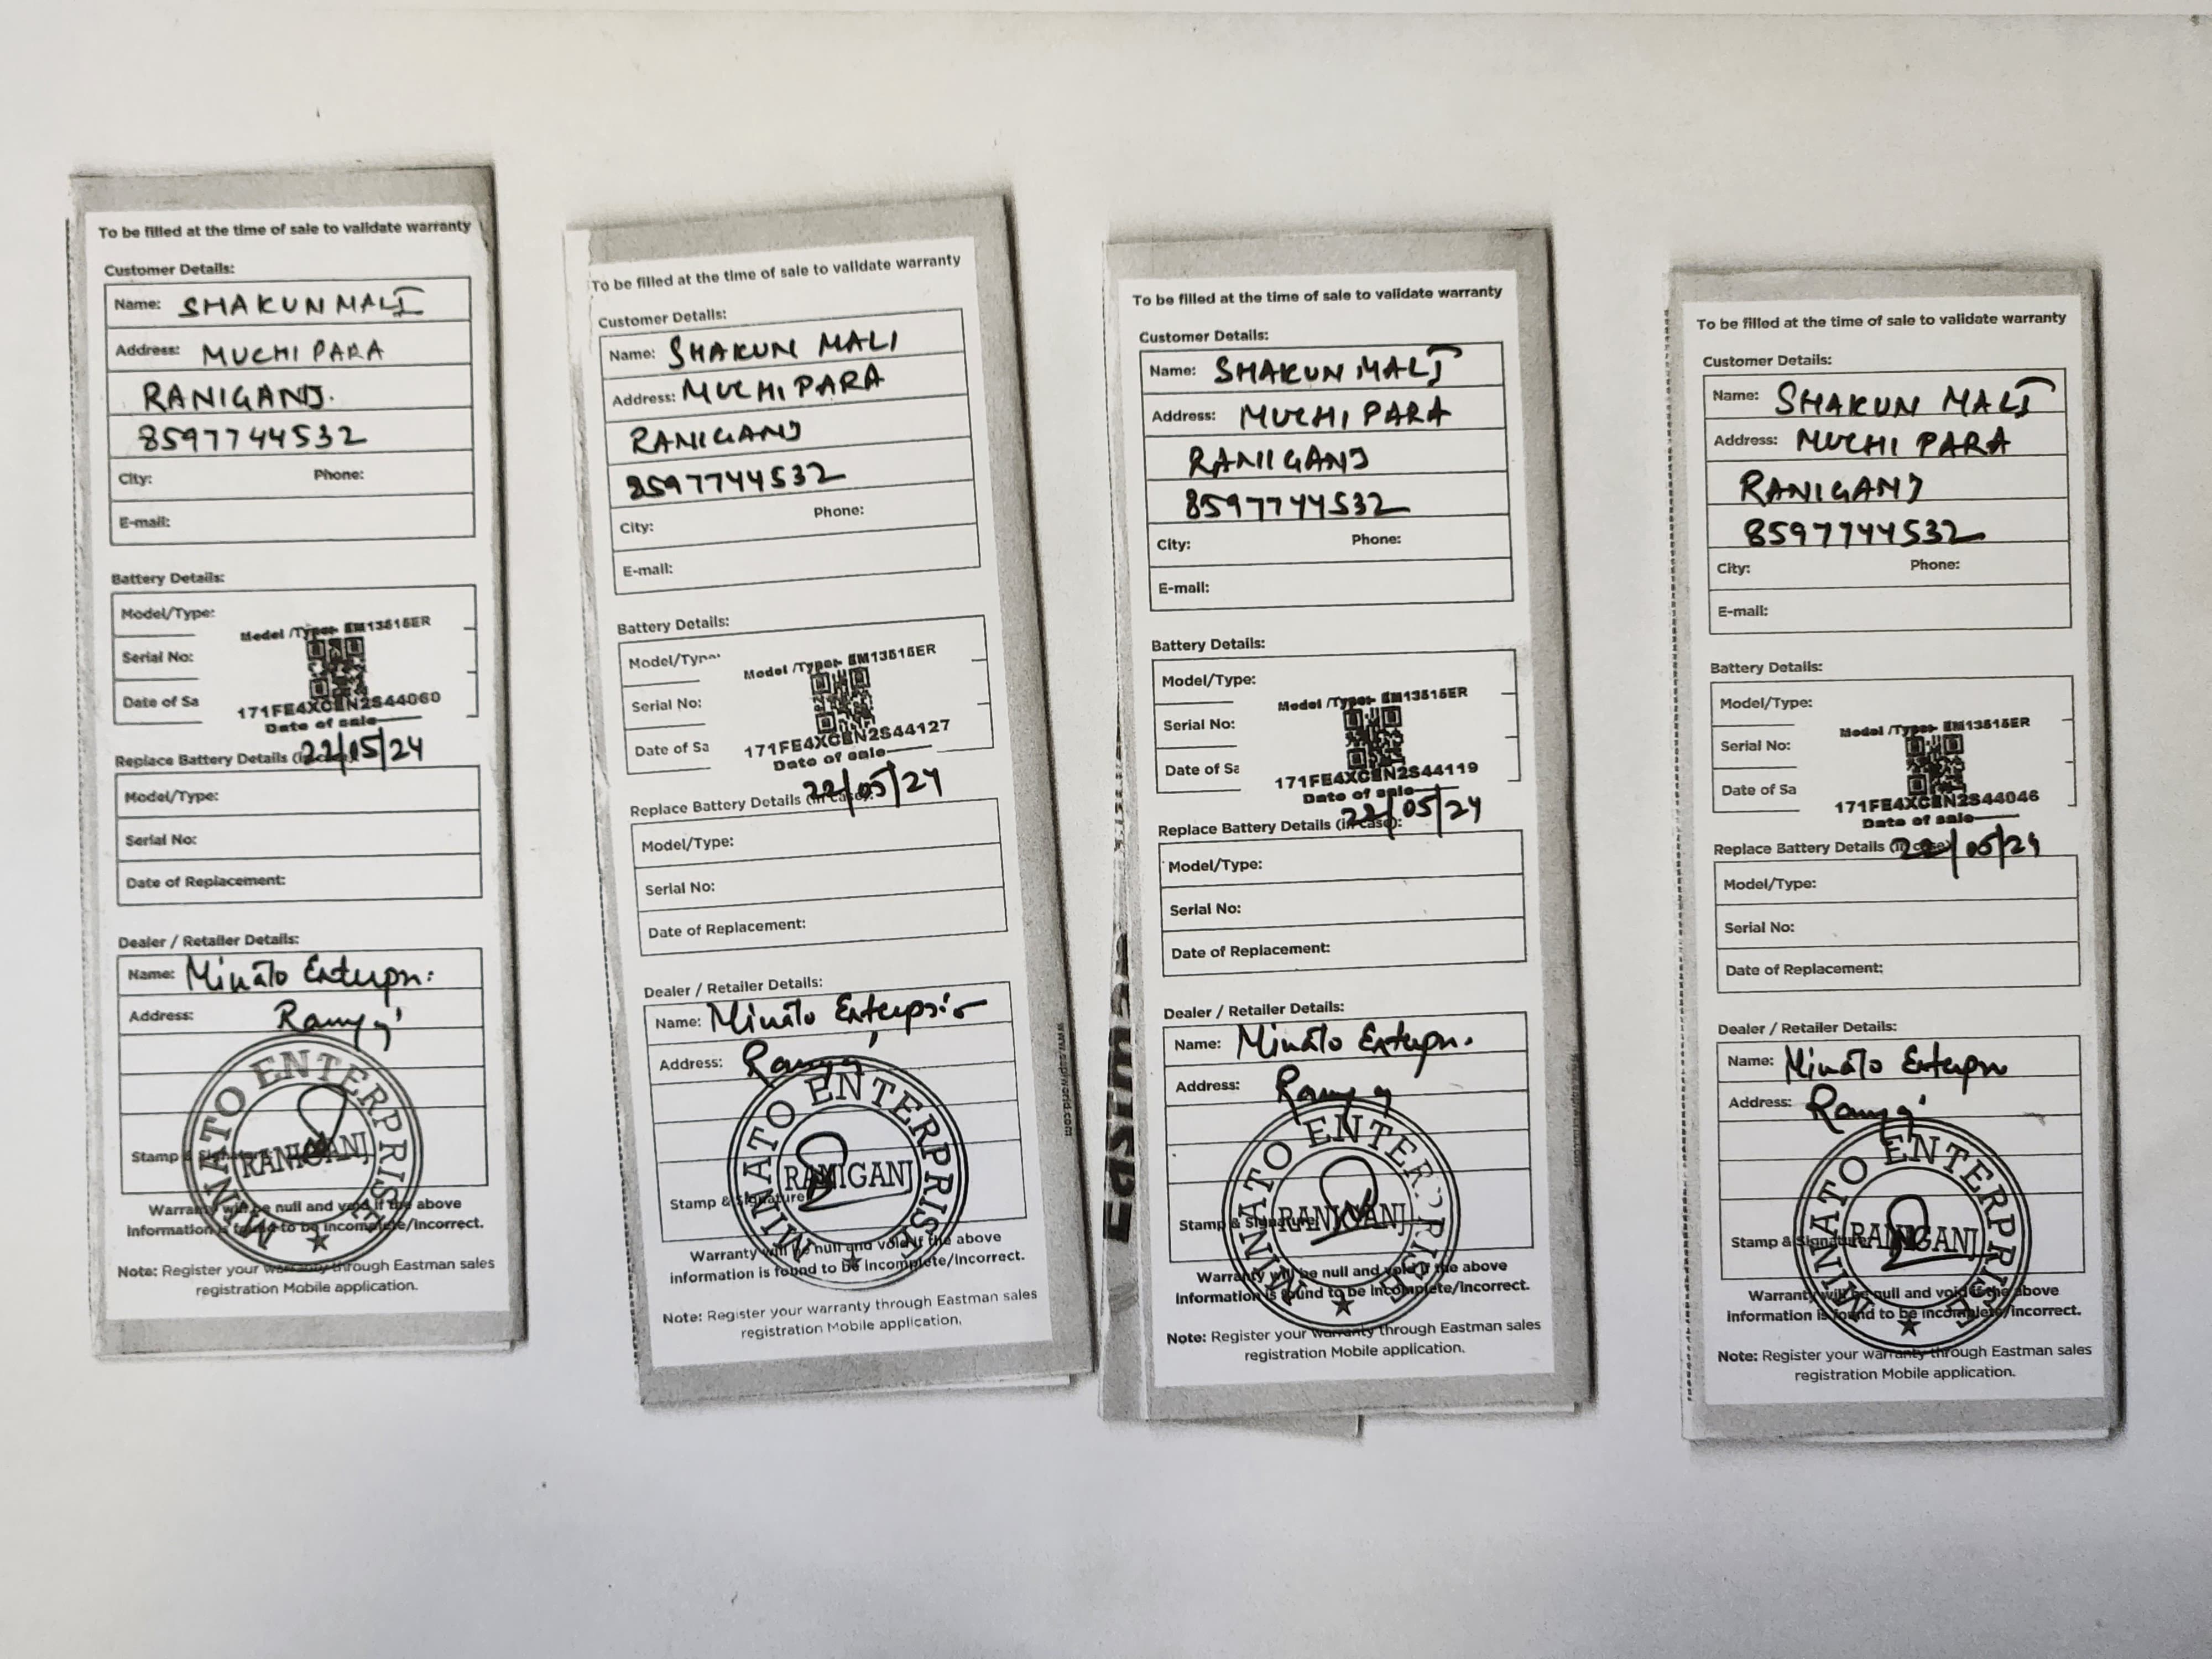 To be filled at the time of sale to validate warranty
Customer Details:
Name: SHAKUN MALI
Address: MUCHI PARA
RANIGANJ.
8597744532
City: Phone:
E-mail:
Battery Details:
Model/Type:
Model /Type:- EM13515ER
Serial No:
Date of Sa
171FE4XCEN2S44060
Date of sale
22/05/24
Replace Battery Details
Model/Type:
Serial No:
Date of Replacement:
Dealer / Retailer Details:
Name: Minato
Address:
MINATO ENTERPRISE
RANIGANJ
Stamp & Signature
Warranty will be null and void if the above
information is found to be incomplete/incorrect.
Note: Register your warranty through Eastman sales
registration Mobile application.
To be filled at the time of sale to validate warranty
Customer Details:
Name: SHAKUN MALI
Address: MUCHI PARA
RANIGANJ
8597744532
City: Phone:
E-mail:
Battery Details:
Model/Type:
Model /Type:- EM13515ER
Serial No:
Date of Sa
171FE4XCEN2S44127
Date of sale
22/05/24
Replace Battery Details (in case):
Model/Type:
Serial No:
Date of Replacement:
Dealer / Retailer Details:
Name: Minato
Address:
MINATO ENTERPRISE
RANIGANJ
Stamp & Signature
Warranty will be null and void if the above
information is found to be incomplete/incorrect.
Note: Register your warranty through Eastman sales
registration Mobile application.
Eastman
To be filled at the time of sale to validate warranty
Customer Details:
Name: SHAKUN MALI
Address: MUCHI PARA
RANIGANJ
8597744532
City: Phone:
E-mail:
Battery Details:
Model/Type:
Model /Type:- EM13515ER
Serial No:
Date of Sa
171FE4XCEN2S44119
Date of sale
22/05/24
Replace Battery Details (in case):
Model/Type:
Serial No:
Date of Replacement:
Dealer / Retailer Details:
Name: Minato
Address:
MINATO ENTERPRISE
RANIGANJ
Stamp & Signature
Warranty will be null and void if the above
information is found to be incomplete/incorrect.
Note: Register your warranty through Eastman sales
registration Mobile application.
To be filled at the time of sale to validate warranty
Customer Details:
Name: SHAKUN MALI
Address: MUCHI PARA
RANIGANJ
8597744532
City: Phone:
E-mail:
Battery Details:
Model/Type:
Model /Type:- EM13515ER
Serial No:
Date of Sa
171FE4XCEN2S44046
Date of sale
22/05/24
Replace Battery Details (in case)
Model/Type:
Serial No:
Date of Replacement:
Dealer / Retailer Details:
Name: Minato
Address:
MINATO ENTERPRISE
RANIGANJ
Stamp & Signature
Warranty will be null and void if the above
information is found to be incomplete/incorrect.
Note: Register your warranty through Eastman sales
registration Mobile application.